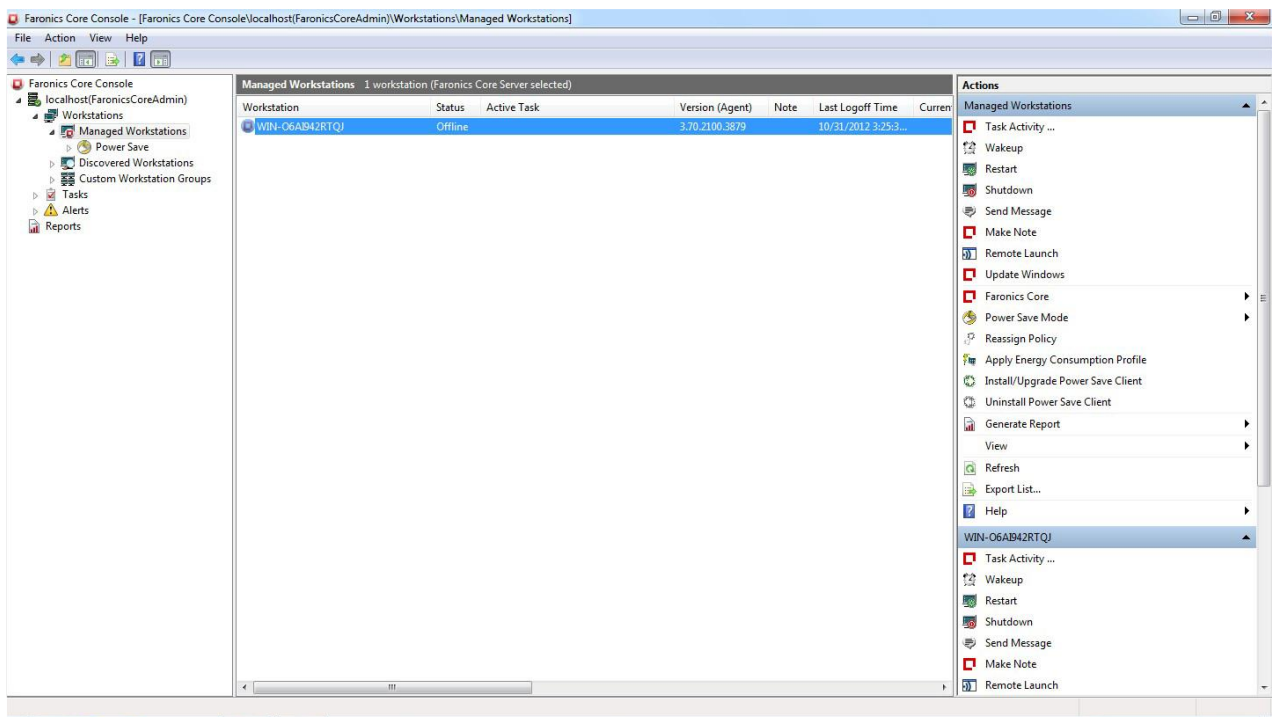 Faronics Core Console - [Faronics Core Console\localhost(FaronicsCoreAdmin)\Workstations\Managed Workstations]
File Action View Help
Faronics Core Console
localhost(FaronicsCoreAdmin)
Workstations
Managed Workstations
Power Save
Discovered Workstations
Custom Workstation Groups
Tasks
Alerts
Reports
Managed Workstations 1 workstation (Faronics Core Server selected)
Workstation Status Active Task Version (Agent) Note Last Logoff Time Curren
WIN-O6AI942RTQJ Offline 3.70.2100.3879 10/31/2012 3:25:3...
Actions
Managed Workstations
Task Activity ...
Wakeup
Restart
Shutdown
Send Message
Make Note
Remote Launch
Update Windows
Faronics Core
Power Save Mode
Reassign Policy
Apply Energy Consumption Profile
Install/Upgrade Power Save Client
Uninstall Power Save Client
Generate Report
View
Refresh
Export List...
Help
WIN-O6AI942RTQJ
Task Activity ...
Wakeup
Restart
Shutdown
Send Message
Make Note
Remote Launch